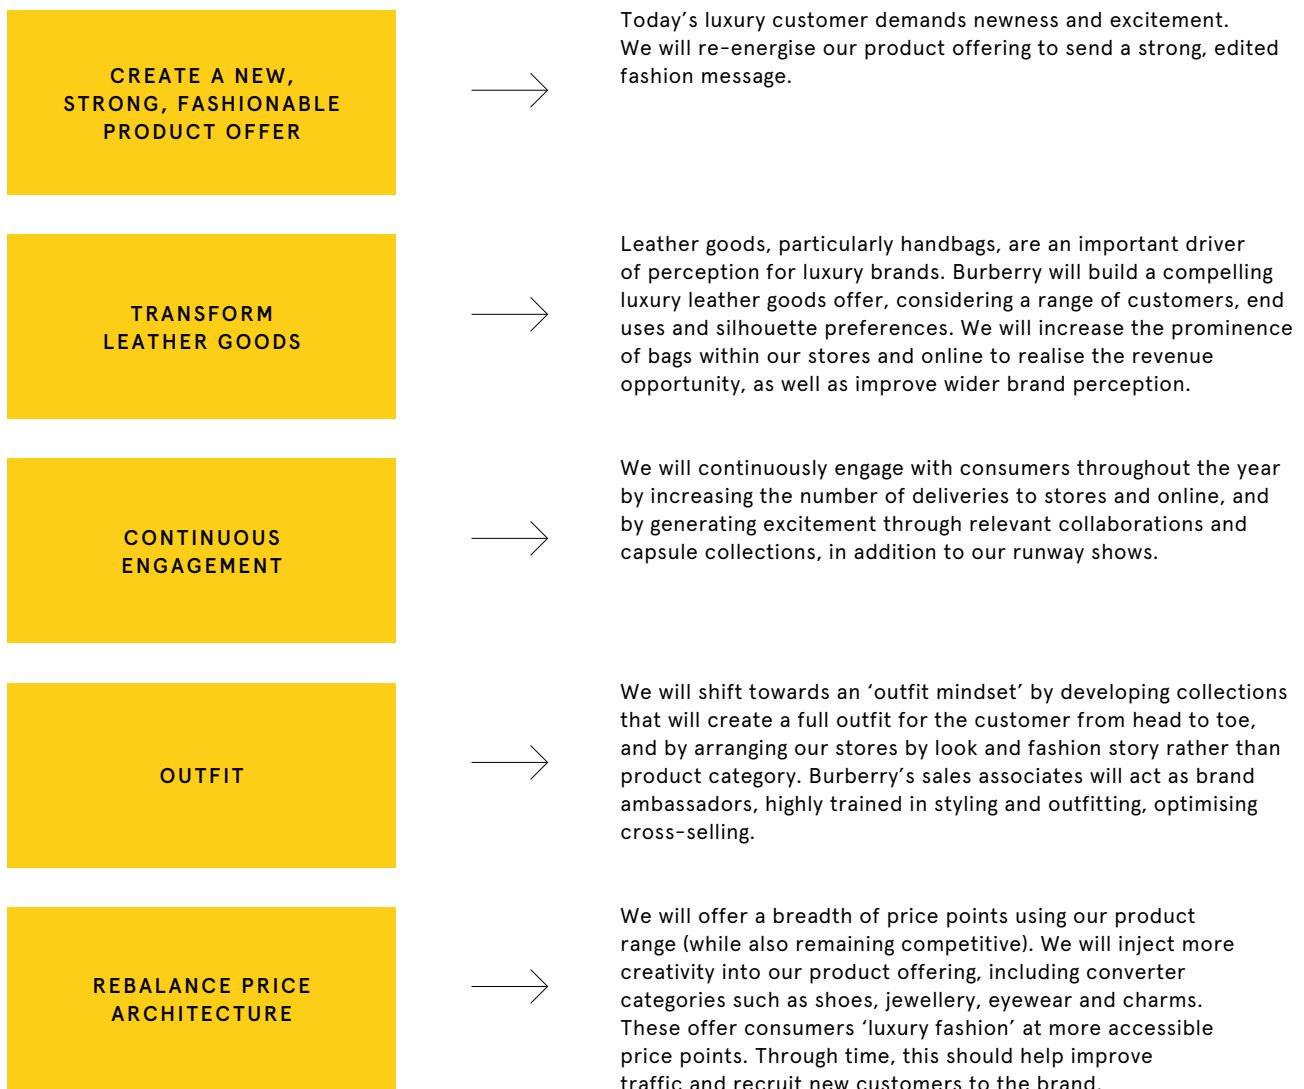 CREATE A NEW,
STRONG, FASHIONABLE
PRODUCT OFFER
Today’s luxury customer demands newness and excitement.
We will re-energise our product offering to send a strong, edited
fashion message.
TRANSFORM
LEATHER GOODS
Leather goods, particularly handbags, are an important driver
of perception for luxury brands. Burberry will build a compelling
luxury leather goods offer, considering a range of customers, end
uses and silhouette preferences. We will increase the prominence
of bags within our stores and online to realise the revenue
opportunity, as well as improve wider brand perception.
CONTINUOUS
ENGAGEMENT
We will continuously engage with consumers throughout the year
by increasing the number of deliveries to stores and online, and
by generating excitement through relevant collaborations and
capsule collections, in addition to our runway shows.
OUTFIT
We will shift towards an ‘outfit mindset’ by developing collections
that will create a full outfit for the customer from head to toe,
and by arranging our stores by look and fashion story rather than
product category. Burberry’s sales associates will act as brand
ambassadors, highly trained in styling and outfitting, optimising
cross-selling.
REBALANCE PRICE
ARCHITECTURE
We will offer a breadth of price points using our product
range (while also remaining competitive). We will inject more
creativity into our product offering, including converter
categories such as shoes, jewellery, eyewear and charms.
These offer consumers ‘luxury fashion’ at more accessible
price points. Through time, this should help improve
traffic and recruit new customers to the brand.